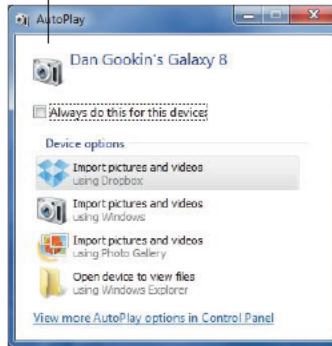 AutoPlay
Dan Gookin's Galaxy 8
Always do this for this device:
Device options
Import pictures and videos
using Dropbox
Import pictures and videos
using Windows
Import pictures and videos
using Photo Gallery
Open device to view files
using Windows Explorer
View more AutoPlay options in Control Panel